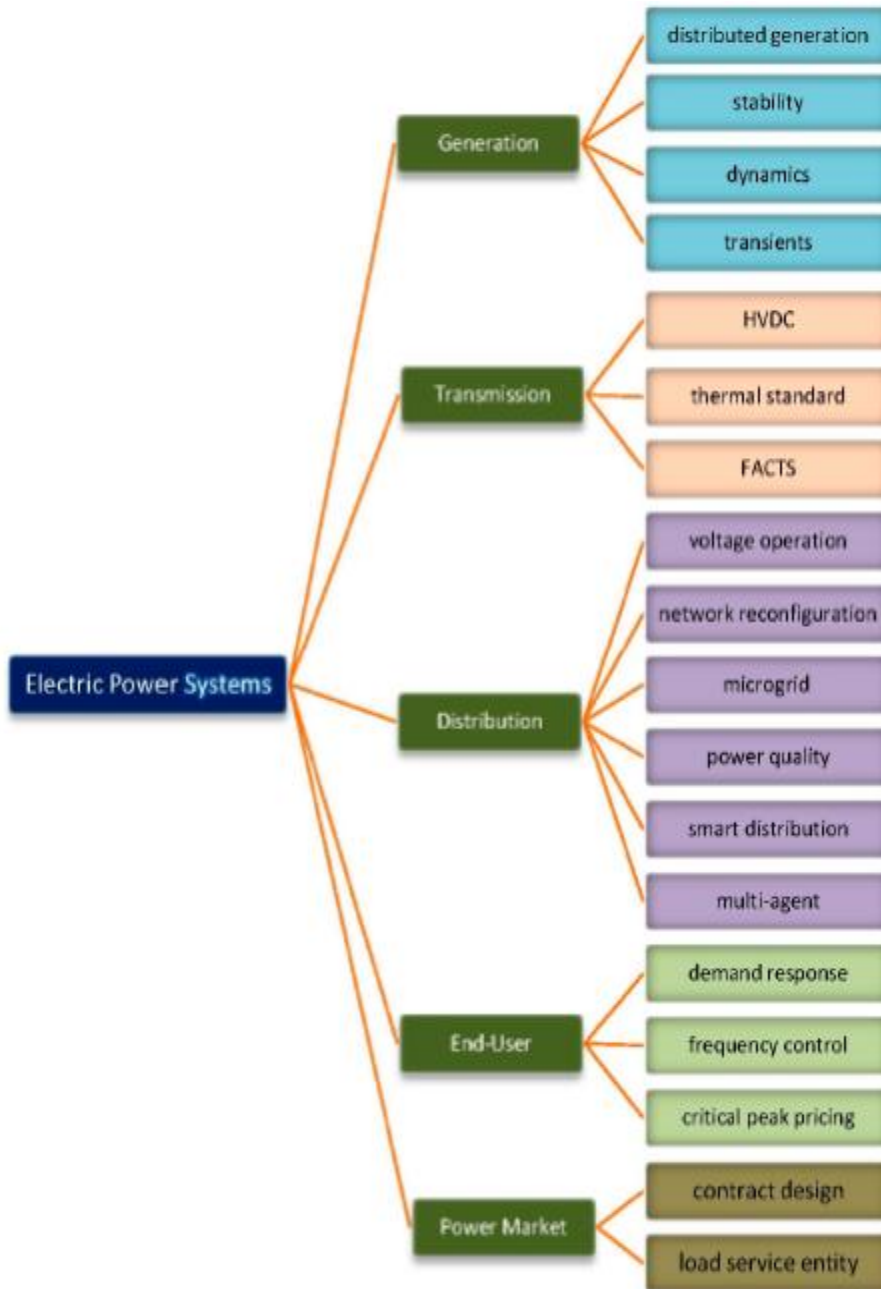 distributed generation
stability
Generation
dynamics
transients
HVDC
Transmission
thermal standard
FACTS
voltage operation
network reconfiguration
Electric Power Systems
microgrid
Distribution
power quality
smart distribution
multi-agent
demand response
End-User
frequency control
critical peak pricing
contract design
Power Market
load service entity